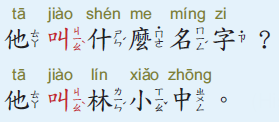 tā jiào shén me míng zi
他ㄊㄚ叫ㄐㄧㄠˋ什ㄕㄣˊ麼˙ㄇㄜ名ㄇㄧㄥˊ字˙ㄗ？
tā jiào lín xiǎo zhōng
他ㄊㄚ叫ㄐㄧㄠˋ林ㄌㄧㄣˊ小ㄒㄧㄠˇ中ㄓㄨㄥ。